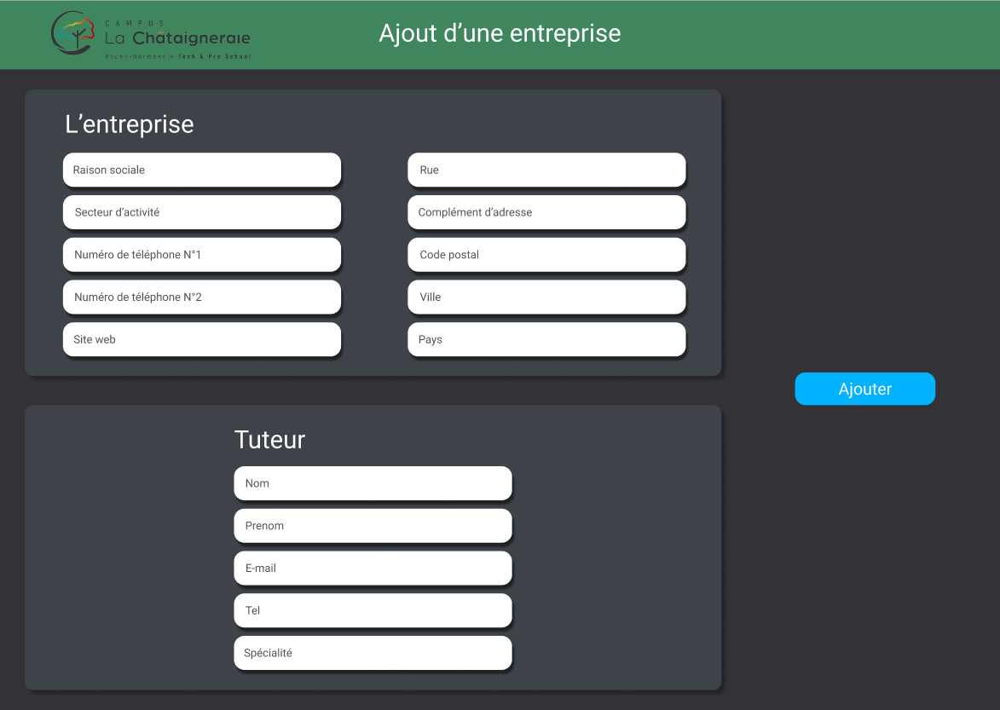 CAMPUS
La Châtaigneraie
Rouen-Normandie Tech & Pro School
Ajout d’une entreprise
L’entreprise
Raison sociale
Secteur d’activité
Numéro de téléphone N°1
Numéro de téléphone N°2
Site web
Rue
Complément d’adresse
Code postal
Ville
Pays
Ajouter
Tuteur
Nom
Prenom
E-mail
Tel
Spécialité